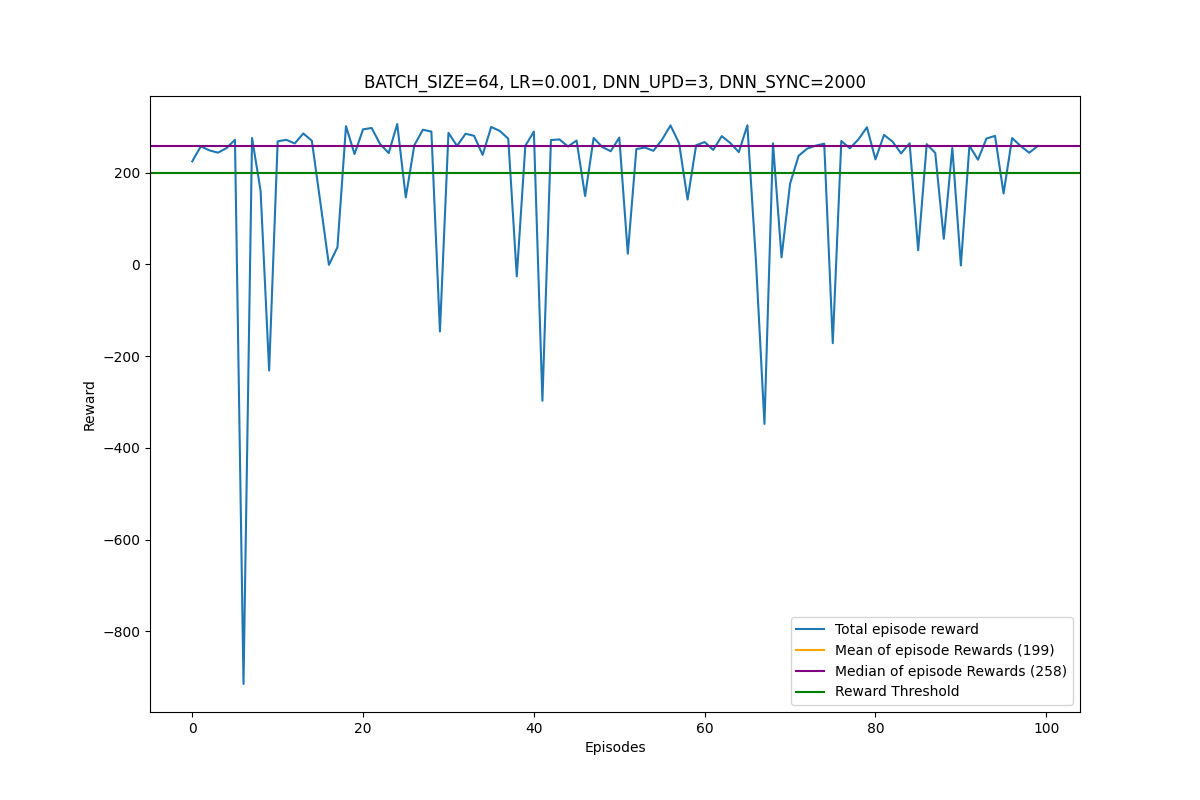 BATCH_SIZE=64, LR=0.001, DNN_UPD=3, DNN_SYNC=2000
200
0
−200
−400
−600
−800
Reward
0 20 40 60 80 100
Episodes
Total episode reward
Mean of episode Rewards (199)
Median of episode Rewards (258)
Reward Threshold